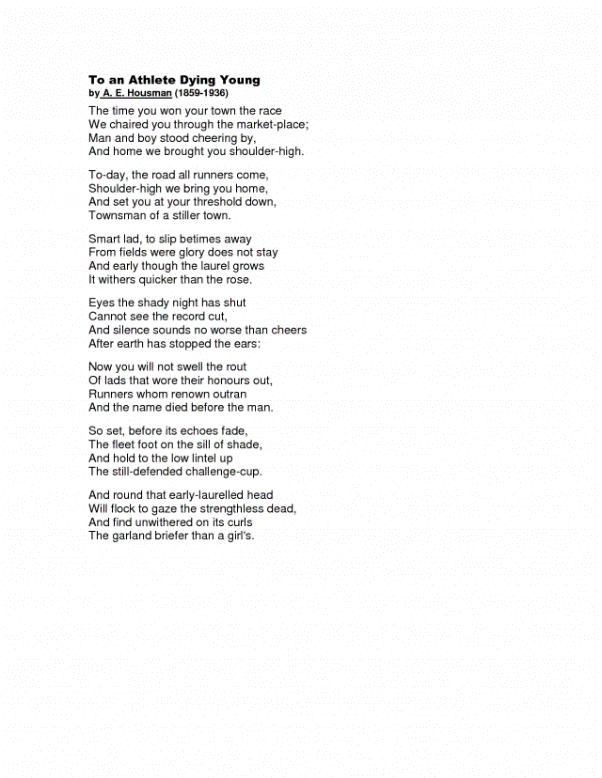 To an Athlete Dying Young
by A. E. Housman (1859-1936)
The time you won your town the race
We chaired you through the market-place;
Man and boy stood cheering by,
And home we brought you shoulder-high.
To-day, the road all runners come,
Shoulder-high we bring you home,
And set you at your threshold down,
Townsman of a stiller town.
Smart lad, to slip betimes away
From fields were glory does not stay
And early though the laurel grows
It withers quicker than the rose.
Eyes the shady night has shut
Cannot see the record cut,
And silence sounds no worse than cheers
After earth has stopped the ears:
Now you will not swell the rout
Of lads that wore their honours out,
Runners whom renown outran
And the name died before the man.
So set, before its echoes fade,
The fleet foot on the sill of shade,
And hold to the low lintel up
The still-defended challenge-cup.
And round that early-laurelled head
Will flock to gaze the strengthless dead,
And find unwithered on its curls
The garland briefer than a girl's.